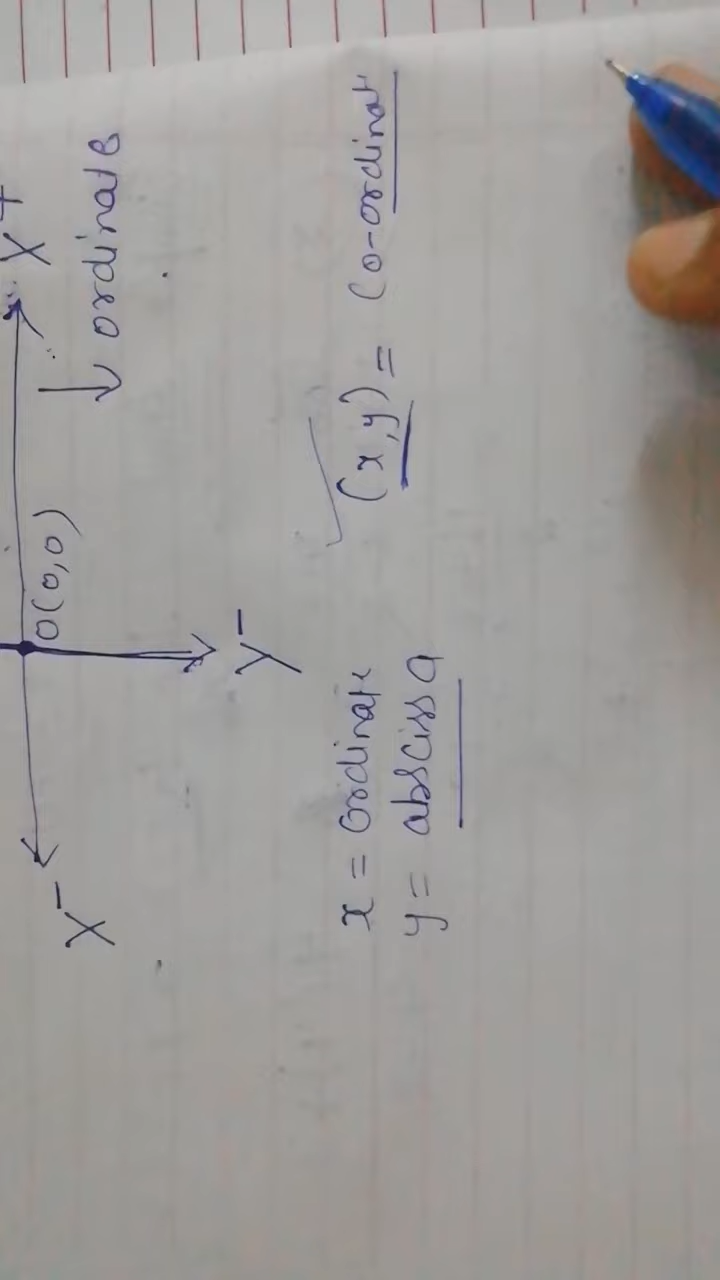 X⁻
O(0,0)
X⁺
↓ ordinate
Y⁻
x = ordinate
y = abscissa
(x,y) = Co-ordinat